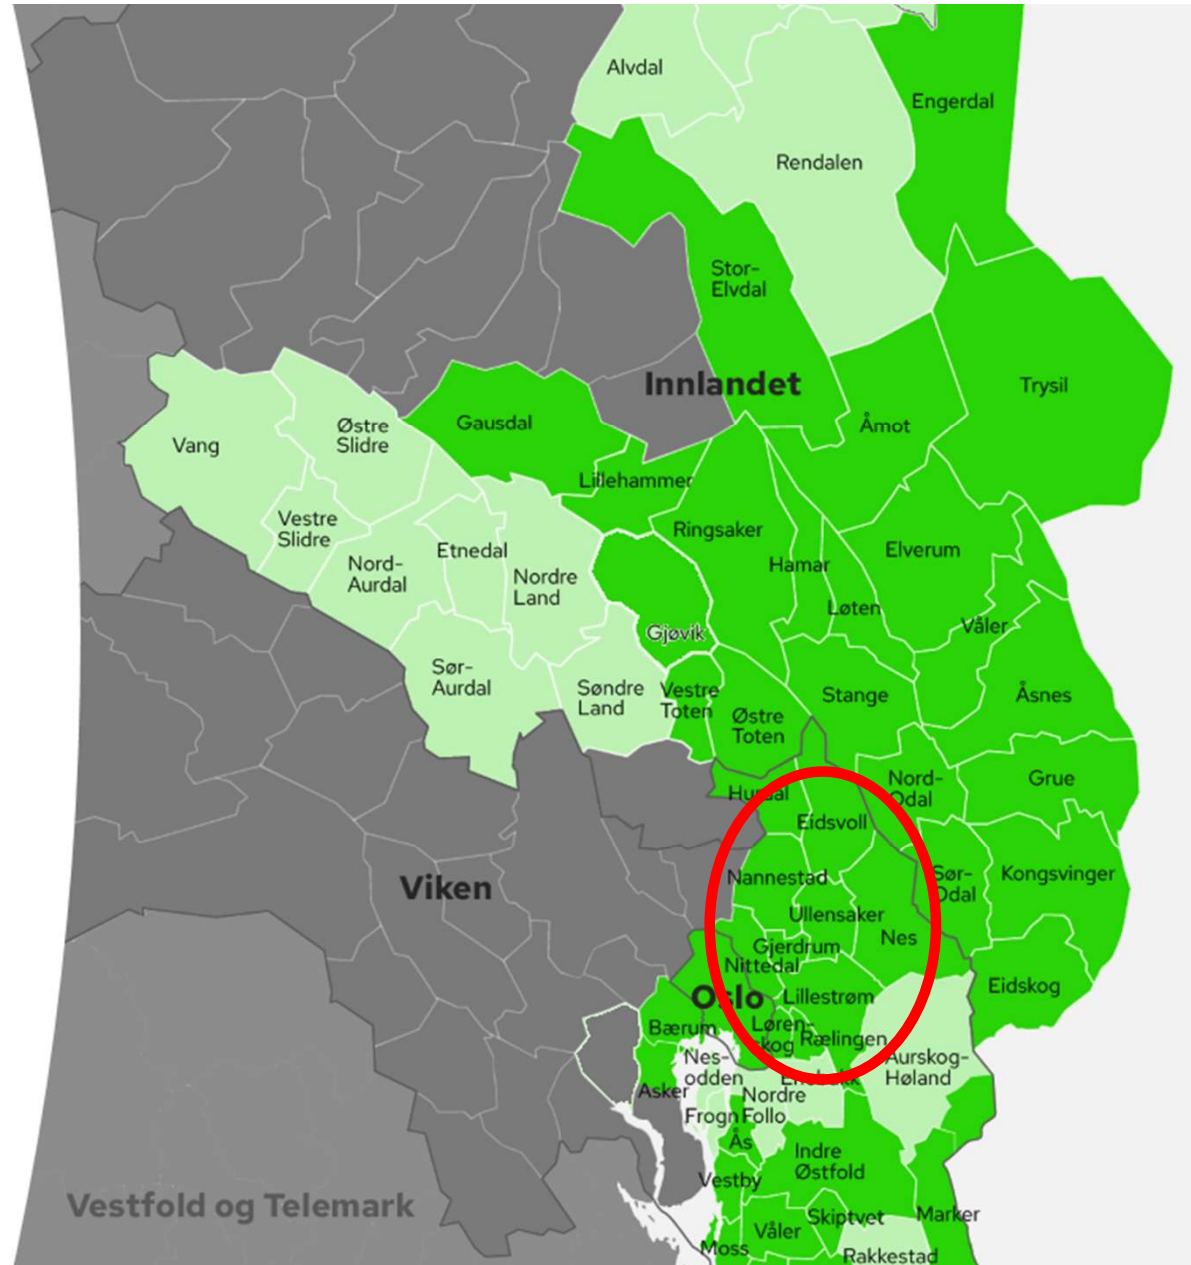 Alvdal
Engerdal
Rendalen
Stor-
Elvdal
Innlandet
Trysil
Gausdal
Åmot
Vang
Østre
Slidre
Lillehammer
Vestre
Slidre
Ringsaker
Etnedal
Elverum
Nord-
Aurdal
Hamar
Nordre
Land
Løten
Gjøvik
Våler
Sør-
Aurdal
Søndre
Land
Vestre
Toten
Stange
Åsnes
Østre
Toten
Hurdal
Nord-
Odal
Grue
Eidsvoll
Viken
Nannestad
Sør-
Odal
Kongsvinger
Ullensaker
Nes
Gjerdrum
Nittedal
Eidskog
Oslo
Lillestrøm
Bærum
Løren-
skog
Rælingen
Nes-
odden
Enebakk
Aurskog-
Høland
Asker
Nordre
Follo
Frogn
Ås
Indre
Østfold
Vestby
Vestfold og Telemark
Skiptvet
Marker
Våler
Moss
Rakkestad